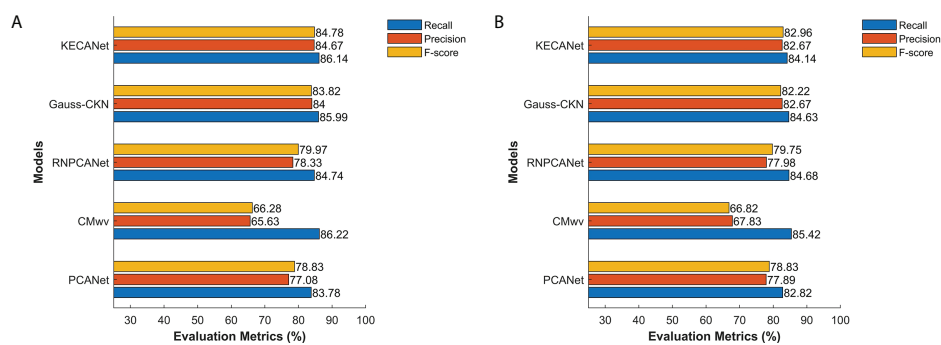 A
Recall
Precision
F-score
KECANet
84.78
84.67
86.14
Gauss-CKN
83.82
84
85.99
RNPCANet
79.97
78.33
84.74
CMwv
66.28
65.63
86.22
PCANet
78.83
77.08
83.78
Models
30 40 50 60 70 80 90 100
Evaluation Metrics (%)
B
Recall
Precision
F-score
KECANet
82.96
82.67
84.14
Gauss-CKN
82.22
82.67
84.63
RNPCANet
79.75
77.98
84.68
CMwv
66.82
67.83
85.42
PCANet
78.83
77.89
82.82
Models
30 40 50 60 70 80 90 100
Evaluation Metrics (%)